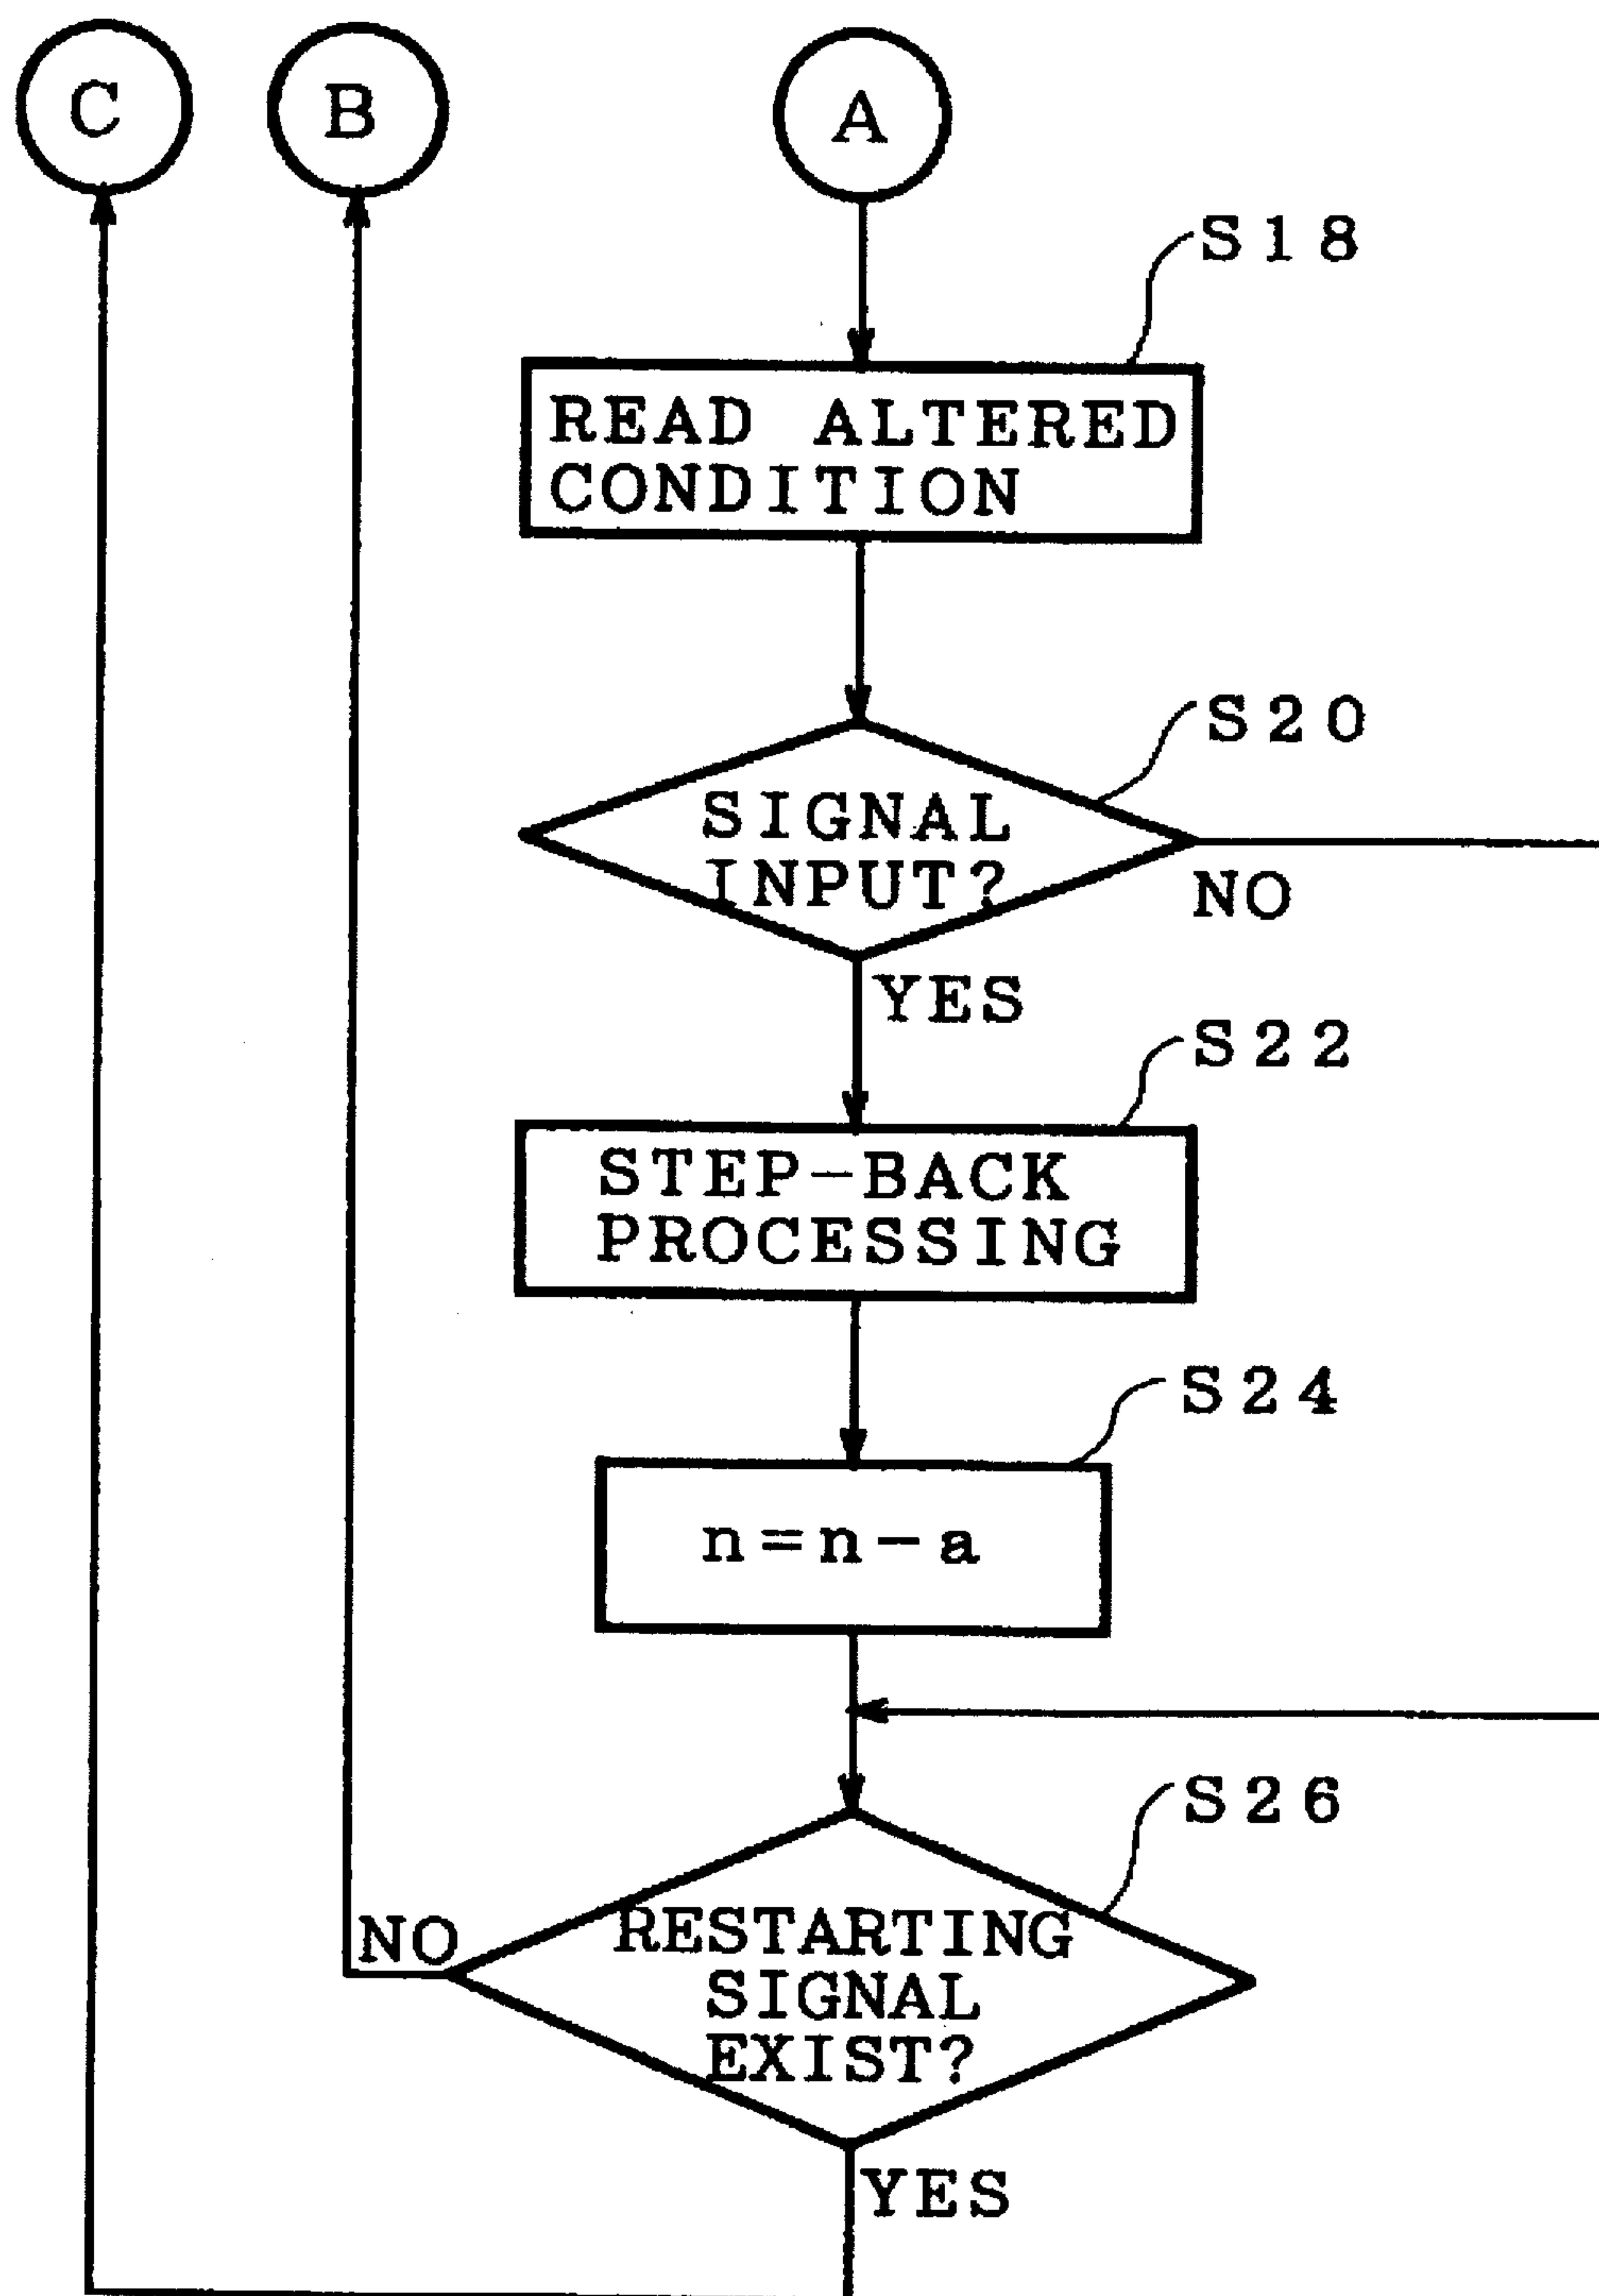 C
B
A
S18
READ ALTERED
CONDITION
S20
SIGNAL
INPUT?
NO
YES
S22
STEP-BACK
PROCESSING
S24
n=n-a
S26
RESTARTING
SIGNAL
EXIST?
NO
YES